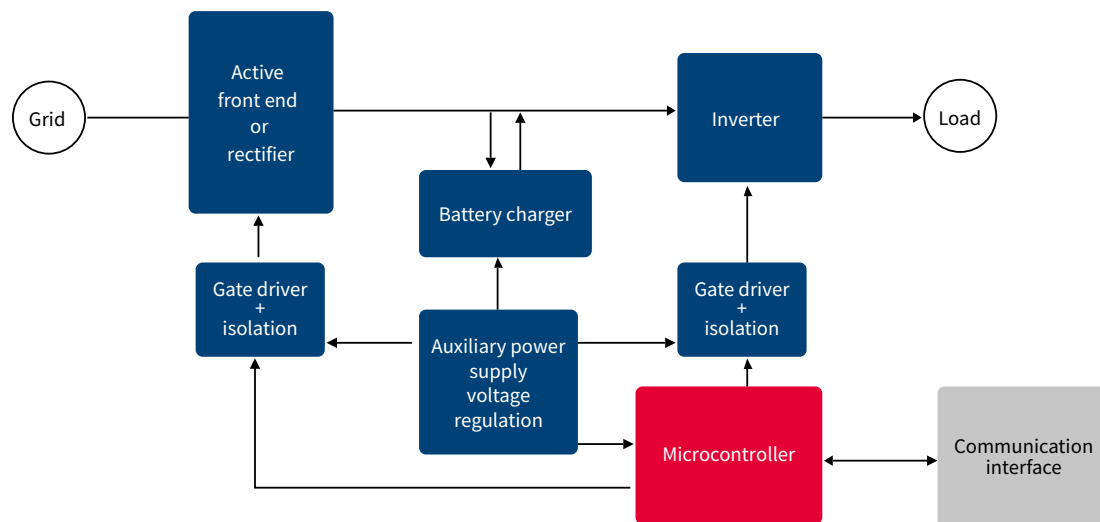 Grid
Active
front end
or
rectifier
Inverter
Load
Battery charger
Gate driver
+
isolation
Auxiliary power
supply
voltage
regulation
Gate driver
+
isolation
Microcontroller
Communication
interface